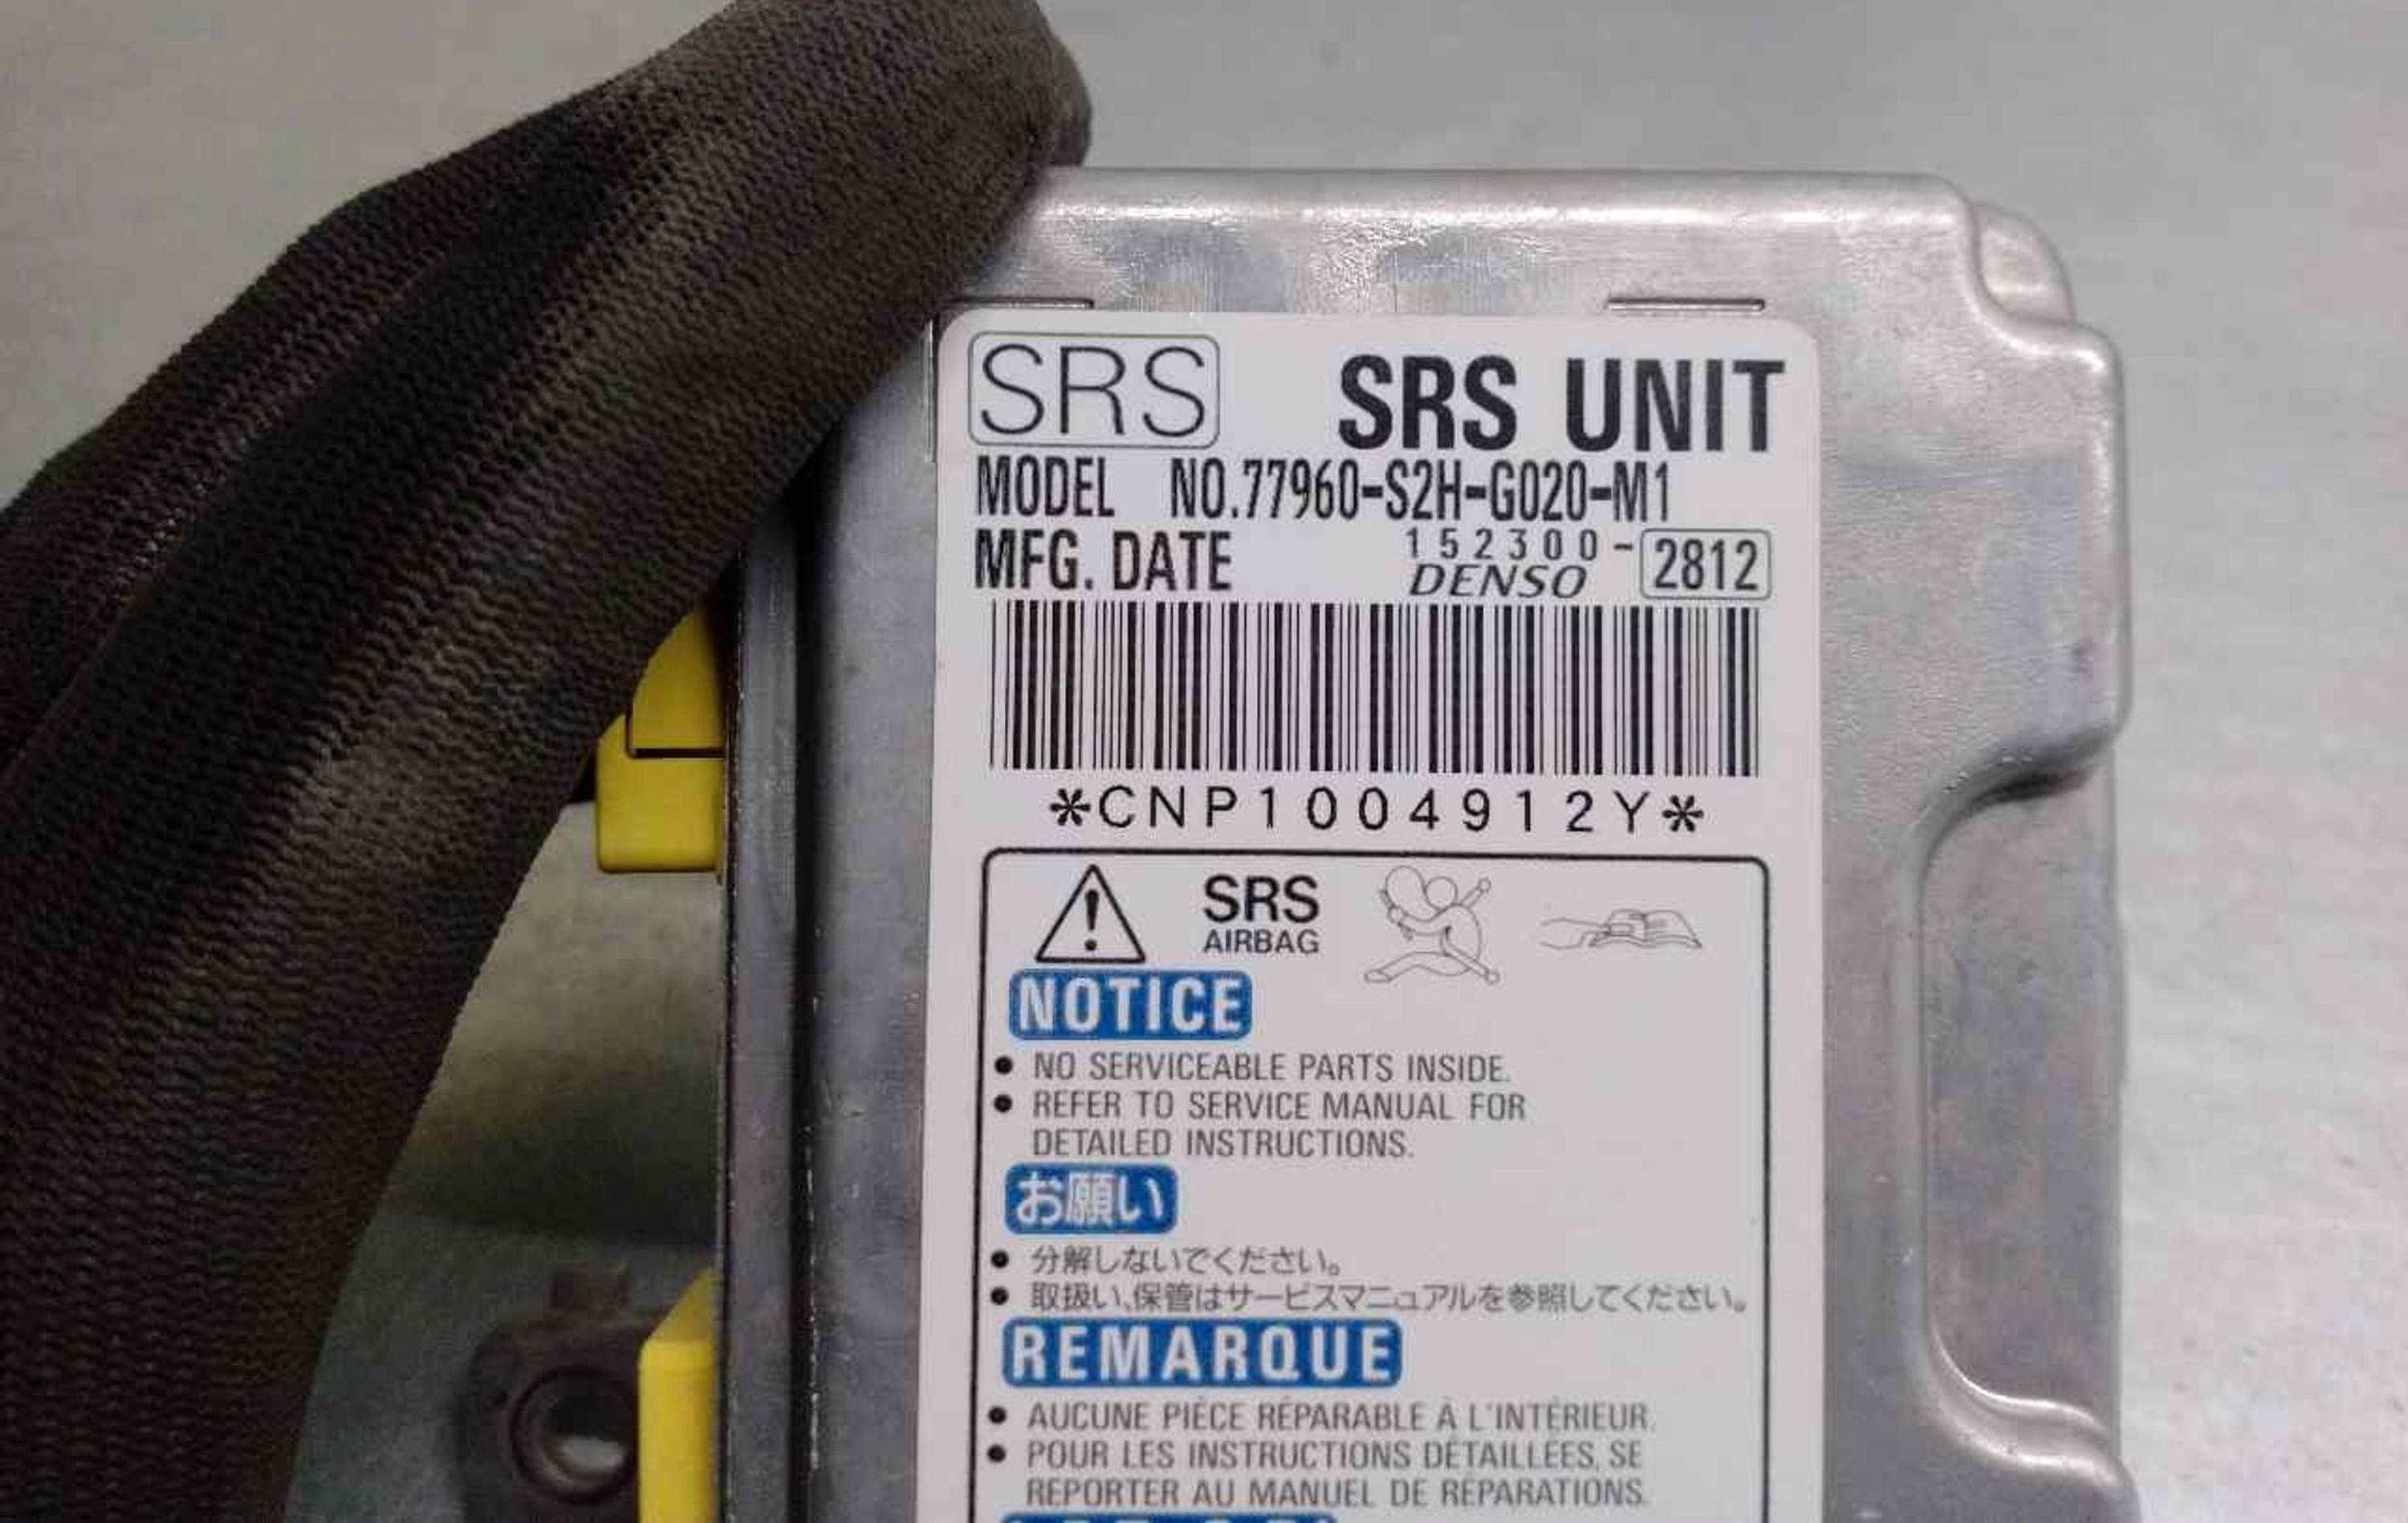 SRS SRS UNIT
MODEL NO.77960-S2H-G020-M1
MFG. DATE 152300-2812
DENSO
*CNP1004912Y*
SRS
AIRBAG
NOTICE
● NO SERVICEABLE PARTS INSIDE.
● REFER TO SERVICE MANUAL FOR
DETAILED INSTRUCTIONS.
お願い
● 分解しないでください。
● 取扱い、保管はサービスマニュアルを参照してください。
REMARQUE
● AUCUNE PIÈCE RÉPARABLE À L'INTÉRIEUR.
● POUR LES INSTRUCTIONS DÉTAILLÉES, SE
REPORTER AU MANUEL DE RÉPARATIONS.